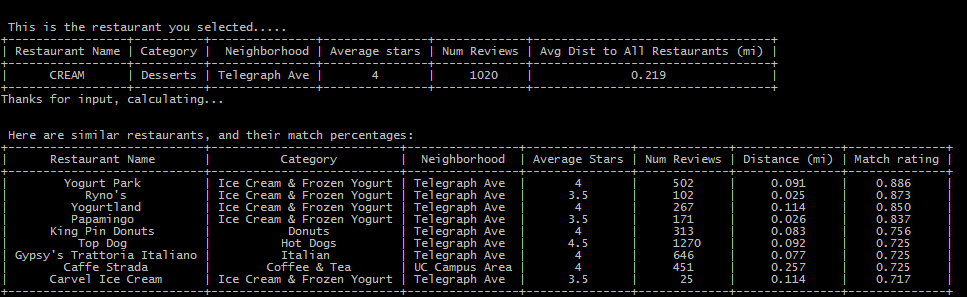 This is the restaurant you selected.....
+-----------------+----------+---------------+---------------+-------------+-----------------------------------+
| Restaurant Name | Category | Neighborhood | Average stars | Num Reviews | Avg Dist to All Restaurants (mi) |
| CREAM | Desserts | Telegraph Ave | 4 | 1020 | 0.219 |
Thanks for input, calculating...
Here are similar restaurants, and their match percentages:
| Restaurant Name | Category | Neighborhood | Average Stars | Num Reviews | Distance (mi) | Match rating |
| Yogurt Park | Ice Cream & Frozen Yogurt | Telegraph Ave | 4 | 502 | 0.091 | 0.886 |
| Ryno's | Ice Cream & Frozen Yogurt | Telegraph Ave | 3.5 | 102 | 0.025 | 0.873 |
| Yogurtland | Ice Cream & Frozen Yogurt | Telegraph Ave | 4 | 267 | 0.114 | 0.850 |
| Papamingo | Ice Cream & Frozen Yogurt | Telegraph Ave | 3.5 | 171 | 0.026 | 0.837 |
| King Pin Donuts | Donuts | Telegraph Ave | 4 | 313 | 0.083 | 0.756 |
| Top Dog | Hot Dogs | Telegraph Ave | 4.5 | 1270 | 0.092 | 0.725 |
| Gypsy's Trattoria Italiano | Italian | Telegraph Ave | 4 | 646 | 0.077 | 0.725 |
| Caffe Strada | Coffee & Tea | UC Campus Area | 4 | 451 | 0.257 | 0.725 |
| Carvel Ice Cream | Ice Cream & Frozen Yogurt | Telegraph Ave | 3.5 | 25 | 0.114 | 0.717 |